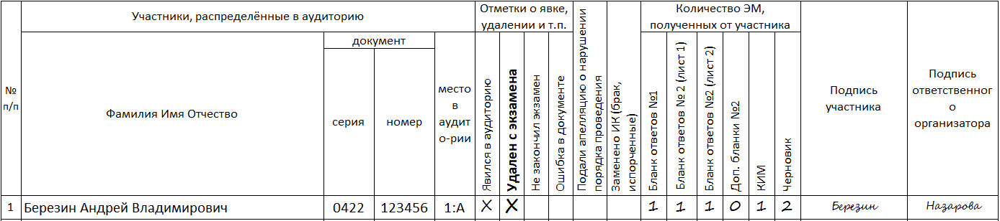 Участники, распределённые в аудиторию
Отметки о явке,
удалении и т.п.
Количество ЭМ,
полученных от участника
№
п/п
Фамилия Имя Отчество
документ
серия
номер
место
в
аудит
о-рии
Явился в аудиторию
Удален с экзамена
Не закончил экзамен
Ошибка в документе
Подали апелляцию о нарушении
порядка проведения
Заменено ИК (брак,
испорченные)
Бланк ответов №1
Бланк ответов № 2 (лист 1)
Бланк ответов №2 (лист 2)
Доп. бланки №2
КИМ
Черновик
Подпись
участника
Подпись
ответственног
о
организатора
1 Березин Андрей Владимирович 0422 123456 1:А X X 1 1 1 0 1 2 Березин Назарова